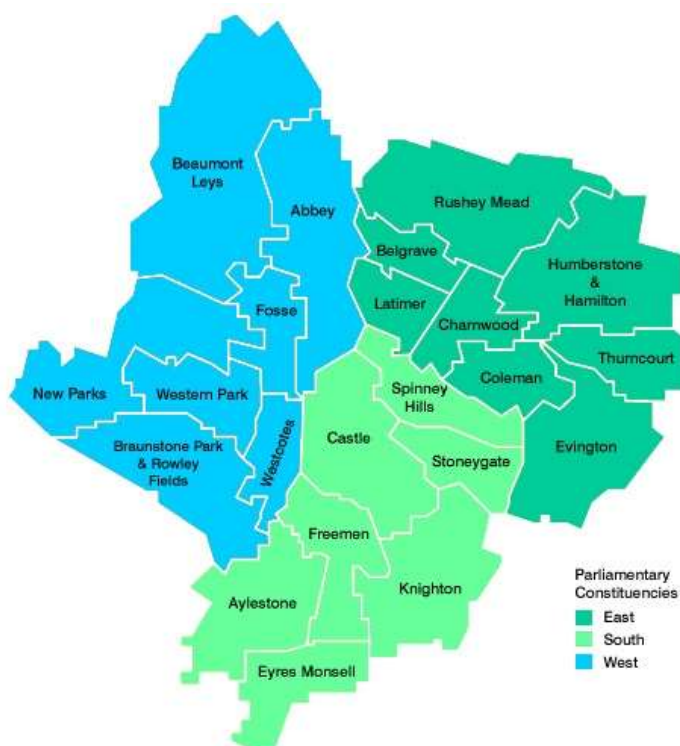 Beaumont
Leys
Abbey
Rushey Mead
Belgrave
Humberstone
&
Hamilton
Latimer
Fosse
Charnwood
Thurncourt
Coleman
New Parks
Western Park
Spinney
Hills
Castle
Braunstone Park
& Rowley
Fields
Westcotes
Stoneygate
Evington
Freemen
Knighton
Aylestone
Eyres Monsell
Parliamentary
Constituencies
East
South
West